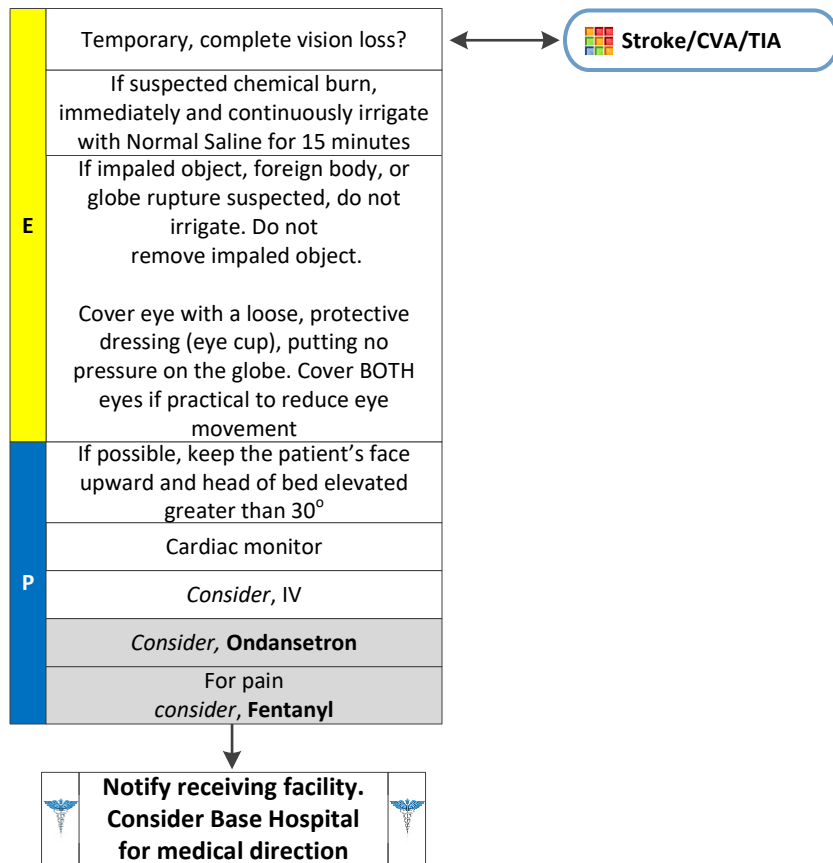 Temporary, complete vision loss?
Stroke/CVA/TIA
If suspected chemical burn,
immediately and continuously irrigate
with Normal Saline for 15 minutes
E
If impaled object, foreign body, or
globe rupture suspected, do not
irrigate. Do not
remove impaled object.
Cover eye with a loose, protective
dressing (eye cup), putting no
pressure on the globe. Cover BOTH
eyes if practical to reduce eye
movement
P
If possible, keep the patient’s face
upward and head of bed elevated
greater than 30°
Cardiac monitor
Consider, IV
Consider, Ondansetron
For pain
consider, Fentanyl
Notify receiving facility.
Consider Base Hospital
for medical direction